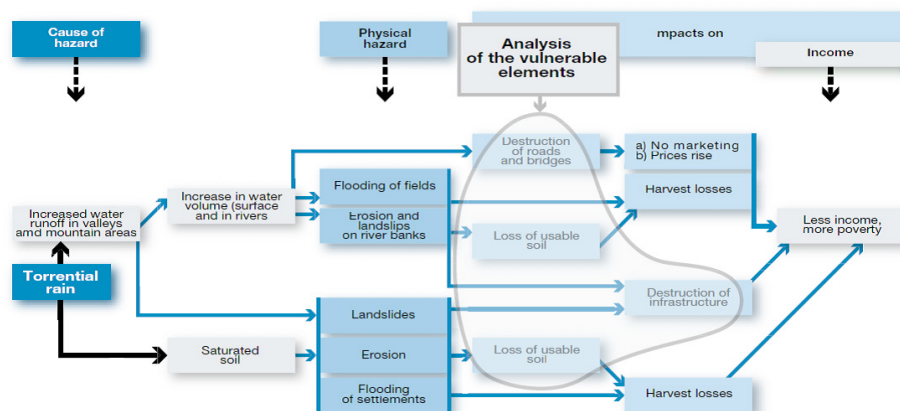 Cause of
hazard
Physical
hazard
Analysis
of the vulnerable
elements
mpacts on
Income
Destruction
of roads
and bridges
a) No marketing
b) Prices rise
Flooding of fields
Harvest losses
Increase in water
volume (surface
and in rivers
Increased water
runoff in valleys
amd mountain areas
Erosion and
landslips
on river banks
Loss of usable
soil
Less income,
more poverty
Torrential
rain
Destruction of
infrastructure
Landslides
Saturated
soil
Erosion
Loss of usable
soil
Flooding
of settlements
Harvest losses